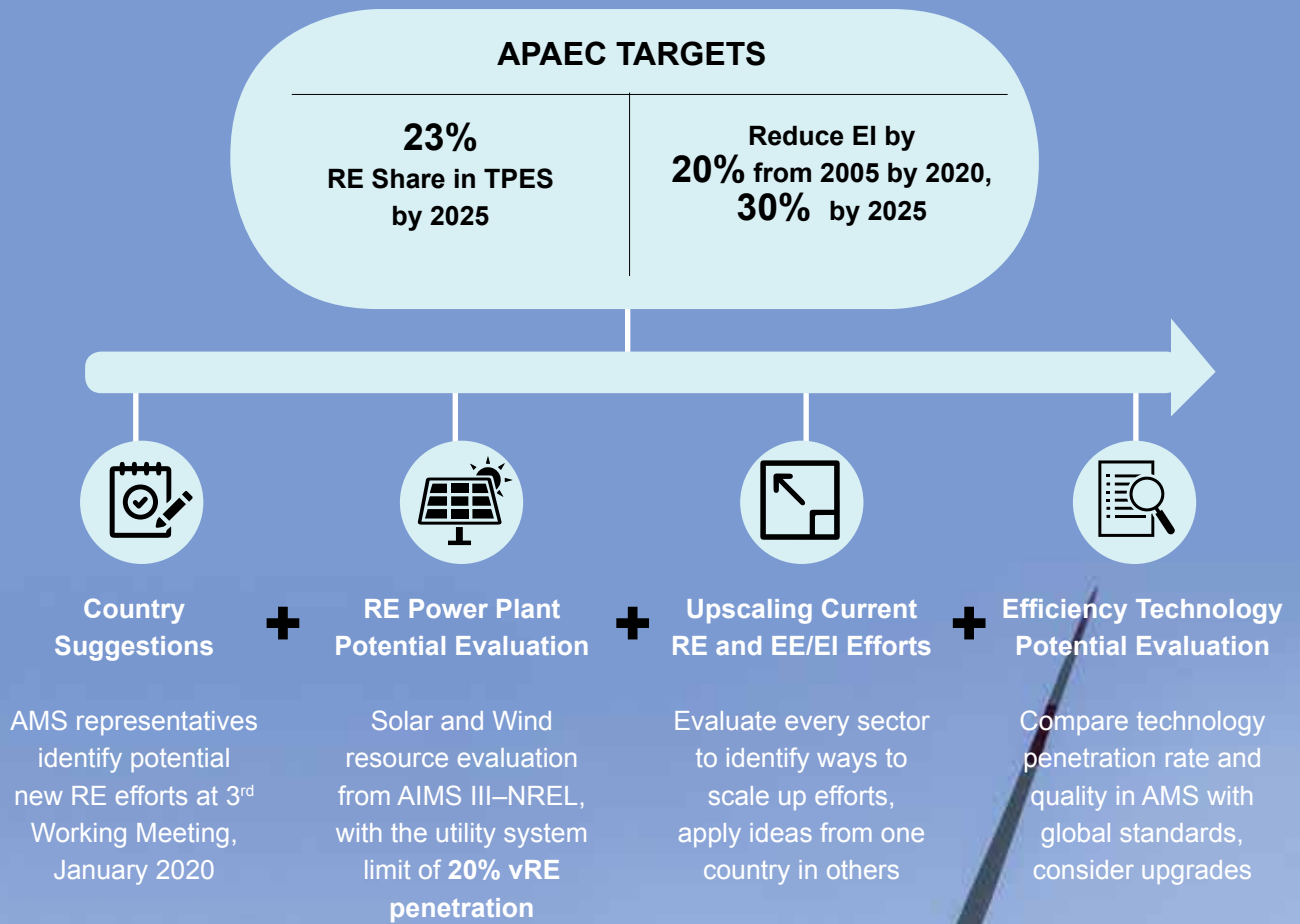 APAEC TARGETS
23%
RE Share in TPES
by 2025
Reduce EI by
20% from 2005 by 2020,
30% by 2025
Country
Suggestions
AMS representatives
identify potential
new RE efforts at 3rd
Working Meeting,
January 2020
+
RE Power Plant
Potential Evaluation
Solar and Wind
resource evaluation
from AIMS III–NREL,
with the utility system
limit of 20% vRE
penetration
+
Upscaling Current
RE and EE/EI Efforts
Evaluate every sector
to identify ways to
scale up efforts,
apply ideas from one
country in others
+
Efficiency Technology
Potential Evaluation
Compare technology
penetration rate and
quality in AMS with
global standards,
consider upgrades